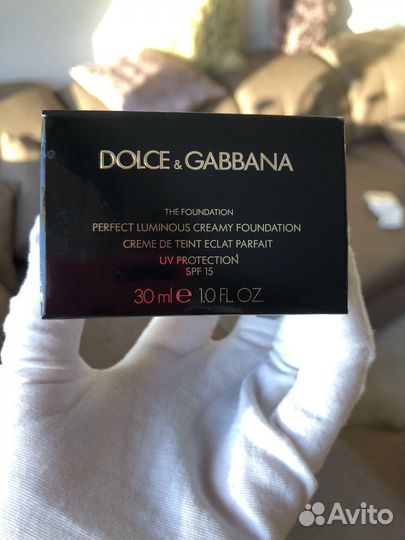 DOLCE & GABBANA
THE FOUNDATION
PERFECT LUMINOUS CREAMY FOUNDATION
CREME DE TEINT ECLAT PARFAIT
UV PROTECTION
SPF 15
30 ml ℮ 1.0 FL. OZ.
Avito